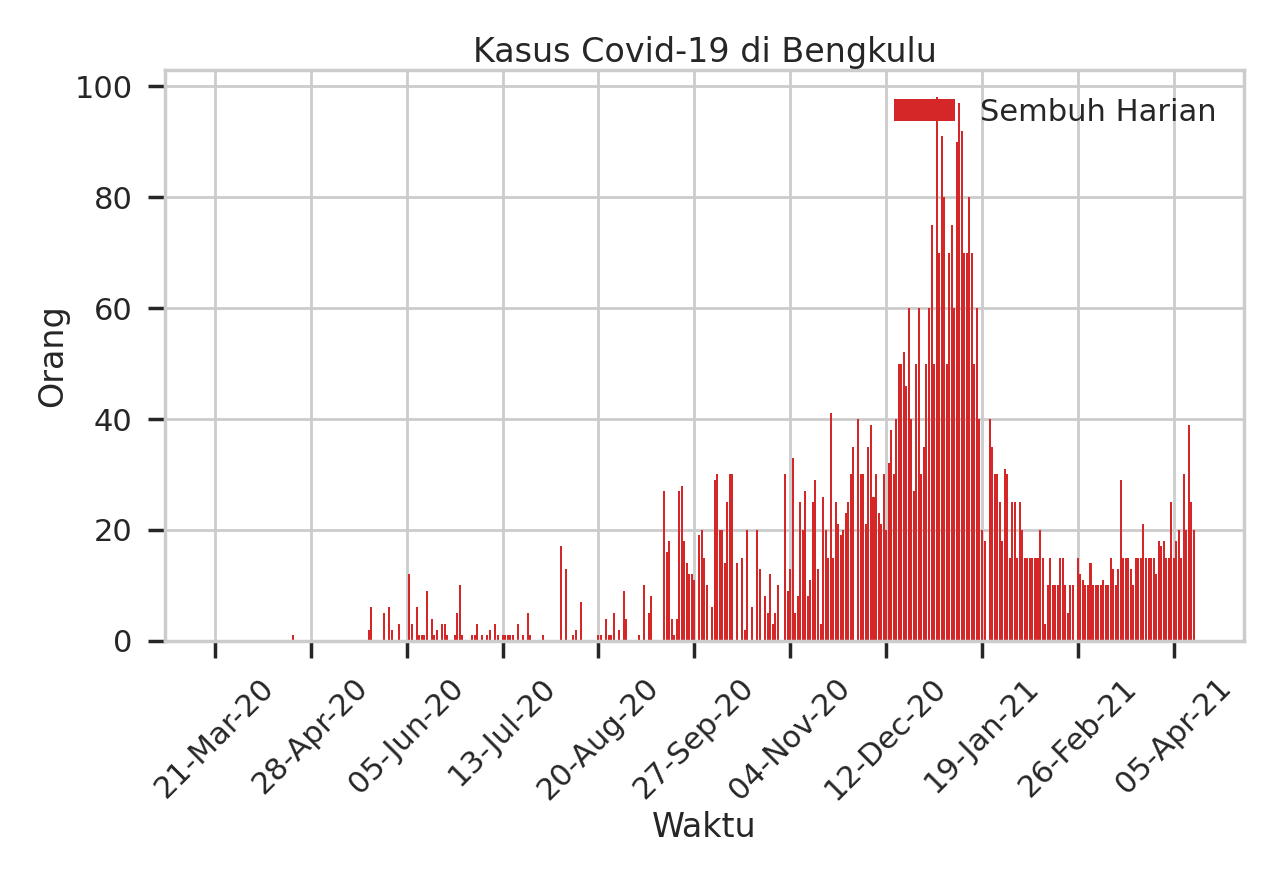 Kasus Covid-19 di Bengkulu
Sembuh Harian
Orang
100
80
60
40
20
0
21-Mar-20
28-Apr-20
05-Jun-20
13-Jul-20
20-Aug-20
27-Sep-20
04-Nov-20
12-Dec-20
19-Jan-21
26-Feb-21
05-Apr-21
Waktu